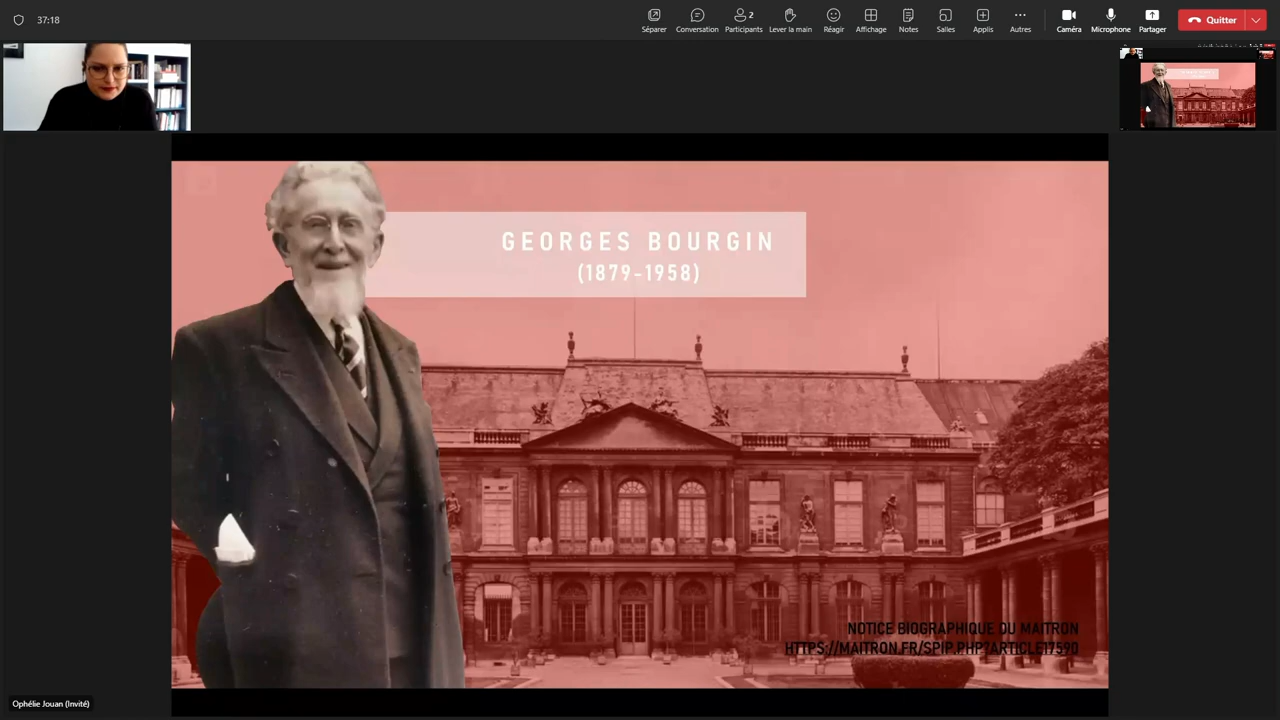 37:18
Séparer
Conversation
2
Participants
Lever la main
Réagir
Affichage
Notes
Salles
Applis
Autres
Caméra
Microphone
Partager
Quitter
GEORGES BOURGIN
(1879-1958)
NOTICE BIOGRAPHIQUE DU MAITRON
HTTPS://MAITRON.FR/SPIP.PHP?ARTICLE17590
Ophélie Jouan (Invité)